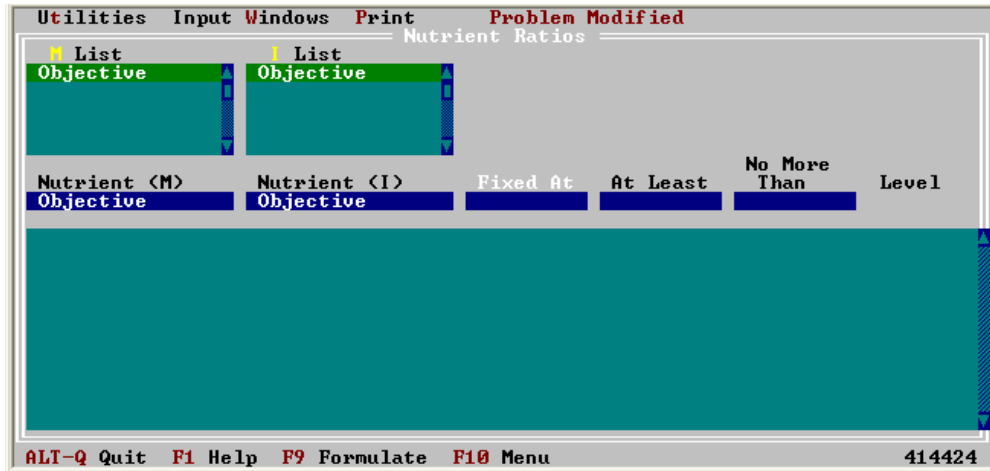 Utilities Input Windows Print Problem Modified
Nutrient Ratios
M List I List
Objective Objective
No More
Nutrient (M) Nutrient (I) Fixed At At Least Than Level
Objective Objective
ALT-Q Quit F1 Help F9 Formulate F10 Menu 414424